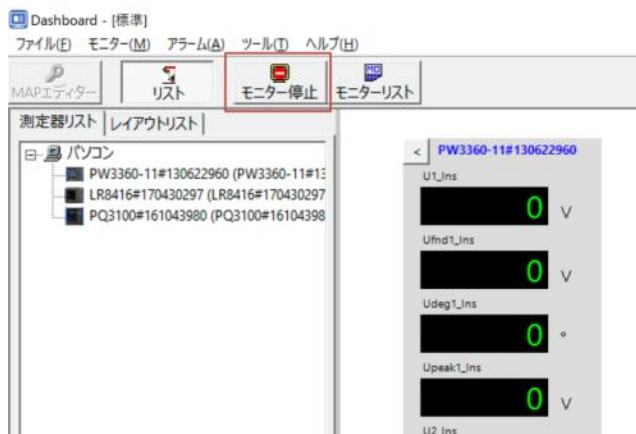 Dashboard - [標準]
ファイル(F) モニター(M) アラーム(A) ツール(T) ヘルプ(H)
MAPエディター リスト モニター停止 モニターリスト
測定器リスト レイアウトリスト
パソコン
PW3360-11#130622960 (PW3360-11#13
LR8416#170430297 (LR8416#170430297
PQ3100#161043980 (PQ3100#16104398
< PW3360-11#130622960
U1_Ins
0 V
Ufnd1_Ins
0 V
Udeg1_Ins
0 °
Upeak1_Ins
0 V
U2_Ins